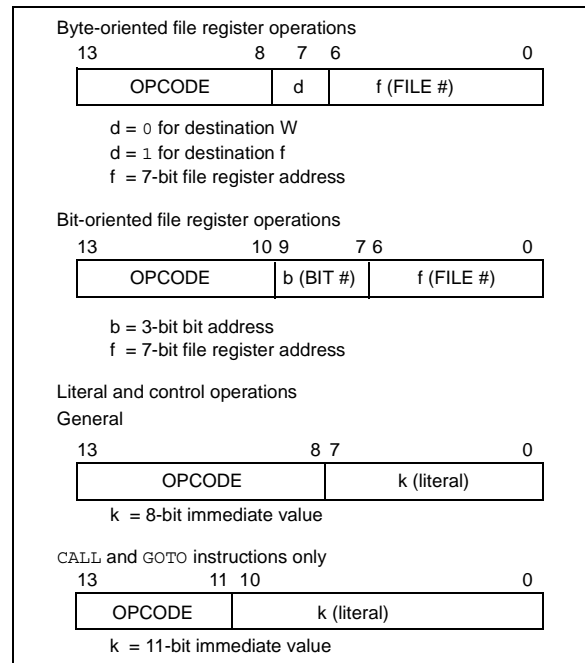 Byte-oriented file register operations
13 8 7 6 0
OPCODE d f (FILE #)
d = 0 for destination W
d = 1 for destination f
f = 7-bit file register address
Bit-oriented file register operations
13 10 9 7 6 0
OPCODE b (BIT #) f (FILE #)
b = 3-bit bit address
f = 7-bit file register address
Literal and control operations
General
13 8 7 0
OPCODE k (literal)
k = 8-bit immediate value
CALL and GOTO instructions only
13 11 10 0
OPCODE k (literal)
k = 11-bit immediate value